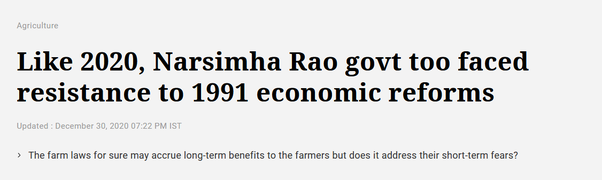 Agriculture
Like 2020, Narsimha Rao govt too faced
resistance to 1991 economic reforms
Updated : December 30, 2020 07:22 PM IST
› The farm laws for sure may accrue long-term benefits to the farmers but does it address their short-term fears?